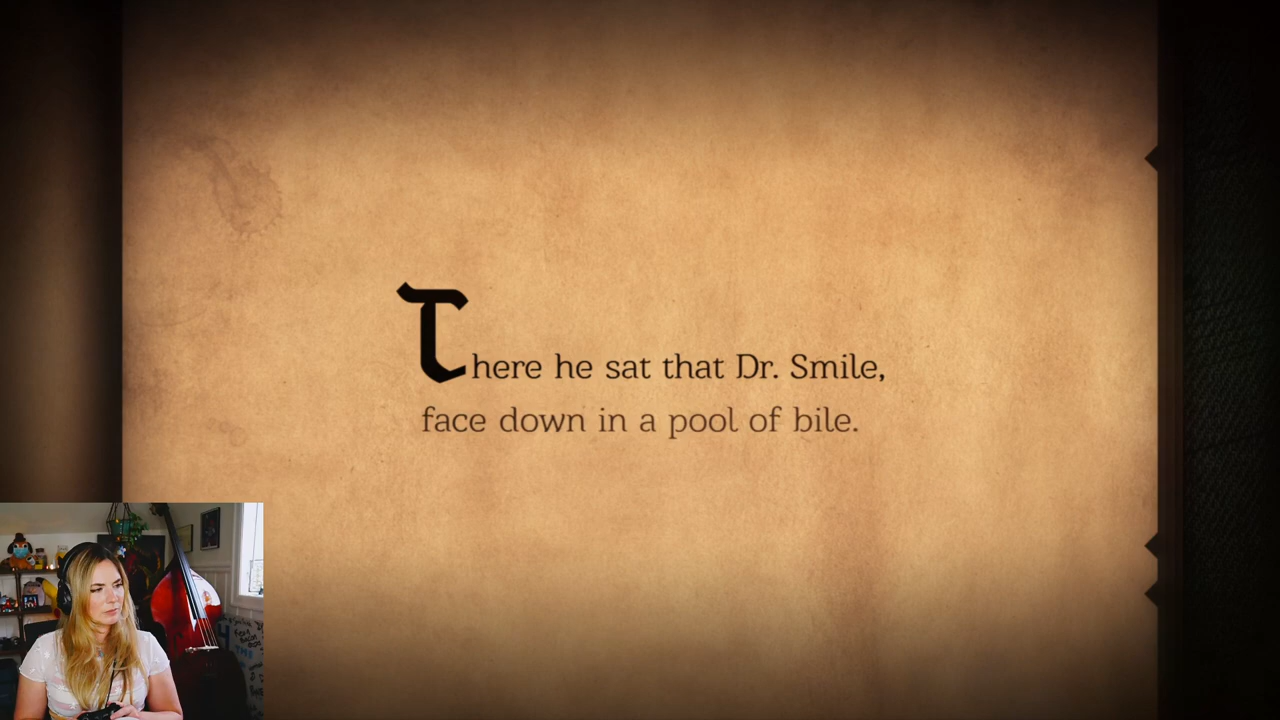 There he sat that Dr. Smile,
face down in a pool of bile.